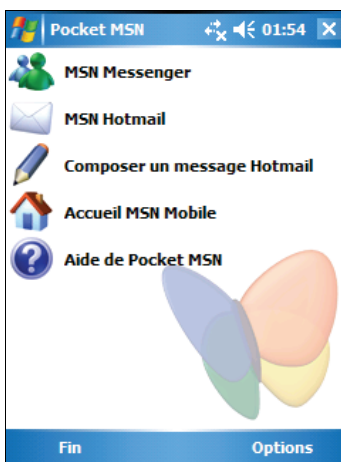 Pocket MSN 01:54
MSN Messenger
MSN Hotmail
Composer un message Hotmail
Accueil MSN Mobile
Aide de Pocket MSN
Fin Options